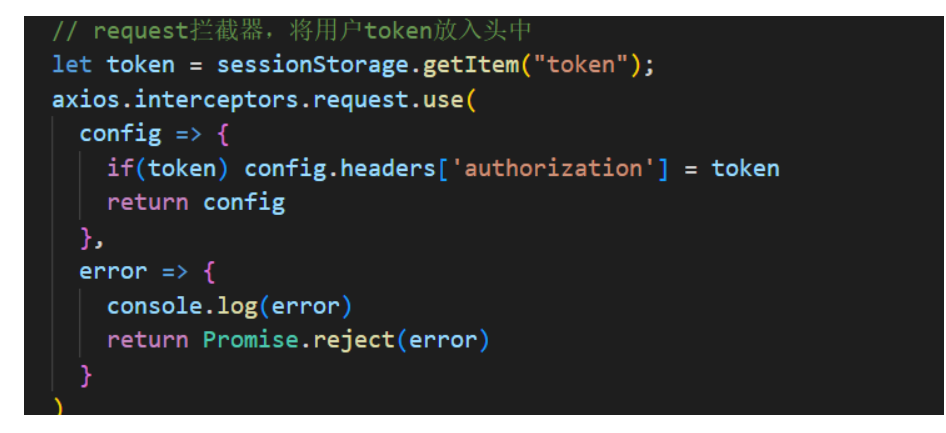 // request拦截器，将用户token放入头中
let token = sessionStorage.getItem("token");
axios.interceptors.request.use(
  config => {
    if(token) config.headers['authorization'] = token
    return config
  },
  error => {
    console.log(error)
    return Promise.reject(error)
  }
)